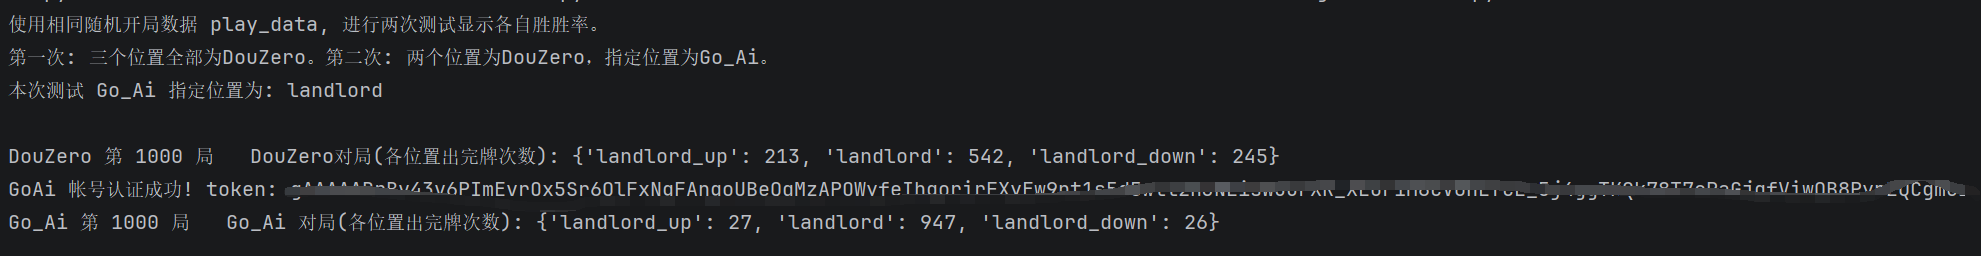 使用相同随机开局数据 play_data, 进行两次测试显示各自胜胜率。
第一次: 三个位置全部为DouZero。第二次: 两个位置为DouZero，指定位置为Go_Ai。
本次测试 Go_Ai 指定位置为: landlord
DouZero 第 1000 局 DouZero对局(各位置出完牌次数): {'landlord_up': 213, 'landlord': 542, 'landlord_down': 245}
GoAi 帐号认证成功! token:
Go_Ai 第 1000 局 Go_Ai 对局(各位置出完牌次数): {'landlord_up': 27, 'landlord': 947, 'landlord_down': 26}